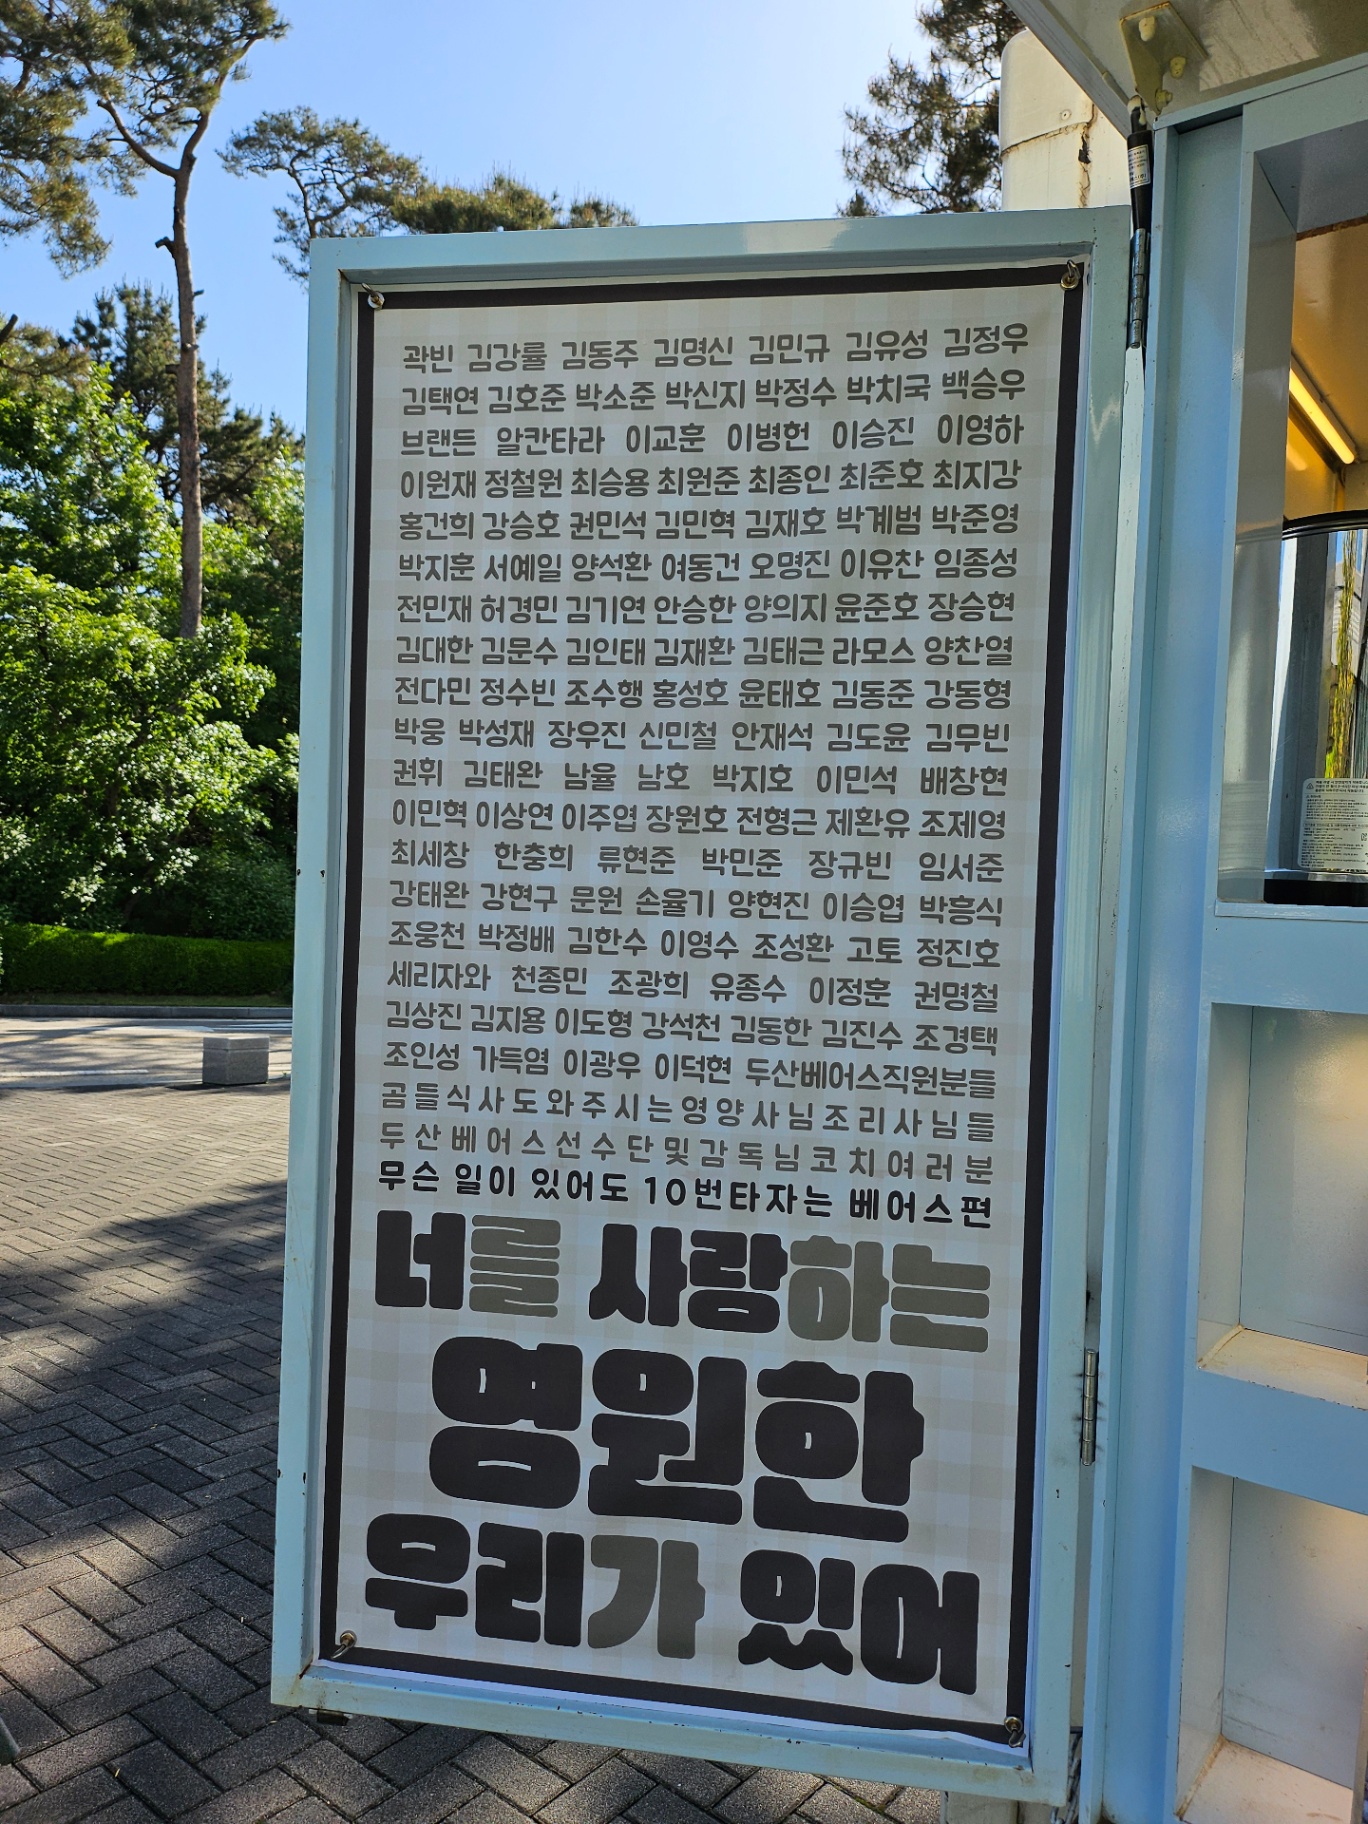 곽빈 김강률 김동주 김명신 김민규 김유성 김정우
김택연 김호준 박소준 박신지 박정수 박치국 백승우
브랜든 알칸타라 이교훈 이병헌 이승진 이영하
이원재 정철원 최승용 최원준 최종인 최준호 최지강
홍건희 강승호 권민석 김민혁 김재호 박계범 박준영
박지훈 서예일 양석환 여동건 오명진 이유찬 임종성
전민재 허경민 김기연 안승한 양의지 윤준호 장승현
김대한 김문수 김인태 김재환 김태근 라모스 양찬열
전다민 정수빈 조수행 홍성호 윤태호 김동준 강동형
박웅 박성재 장우진 신민철 안재석 김도윤 김무빈
권휘 김태완 남율 남호 박지호 이민석 배창현
이민혁 이상연 이주엽 장원호 전형근 제환유 조제영
최세창 한충희 류현준 박민준 장규빈 임서준
강태완 강현구 문원 손율기 양현진 이승엽 박흥식
조웅천 박정배 김한수 이영수 조성환 고토 정진호
세리자와 천종민 조광희 유종수 이정훈 권명철
김상진 김지용 이도형 강석천 김동한 김진수 조경택
조인성 가득염 이광우 이덕현 두산베어스직원분들
곰들식사도와주시는영양사님조리사님들
두산베어스선수단및감독님코치여러분
무슨 일이 있어도 10번타자는 베어스편
너를 사랑하는
영원한
우리가 있어